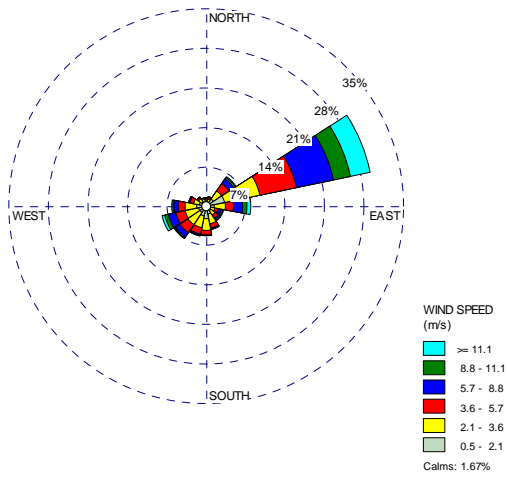 NORTH
35%
28%
21%
14%
7%
WEST
EAST
SOUTH
WIND SPEED
(m/s)
>= 11.1
8.8 - 11.1
5.7 - 8.8
3.6 - 5.7
2.1 - 3.6
0.5 - 2.1
Calms: 1.67%